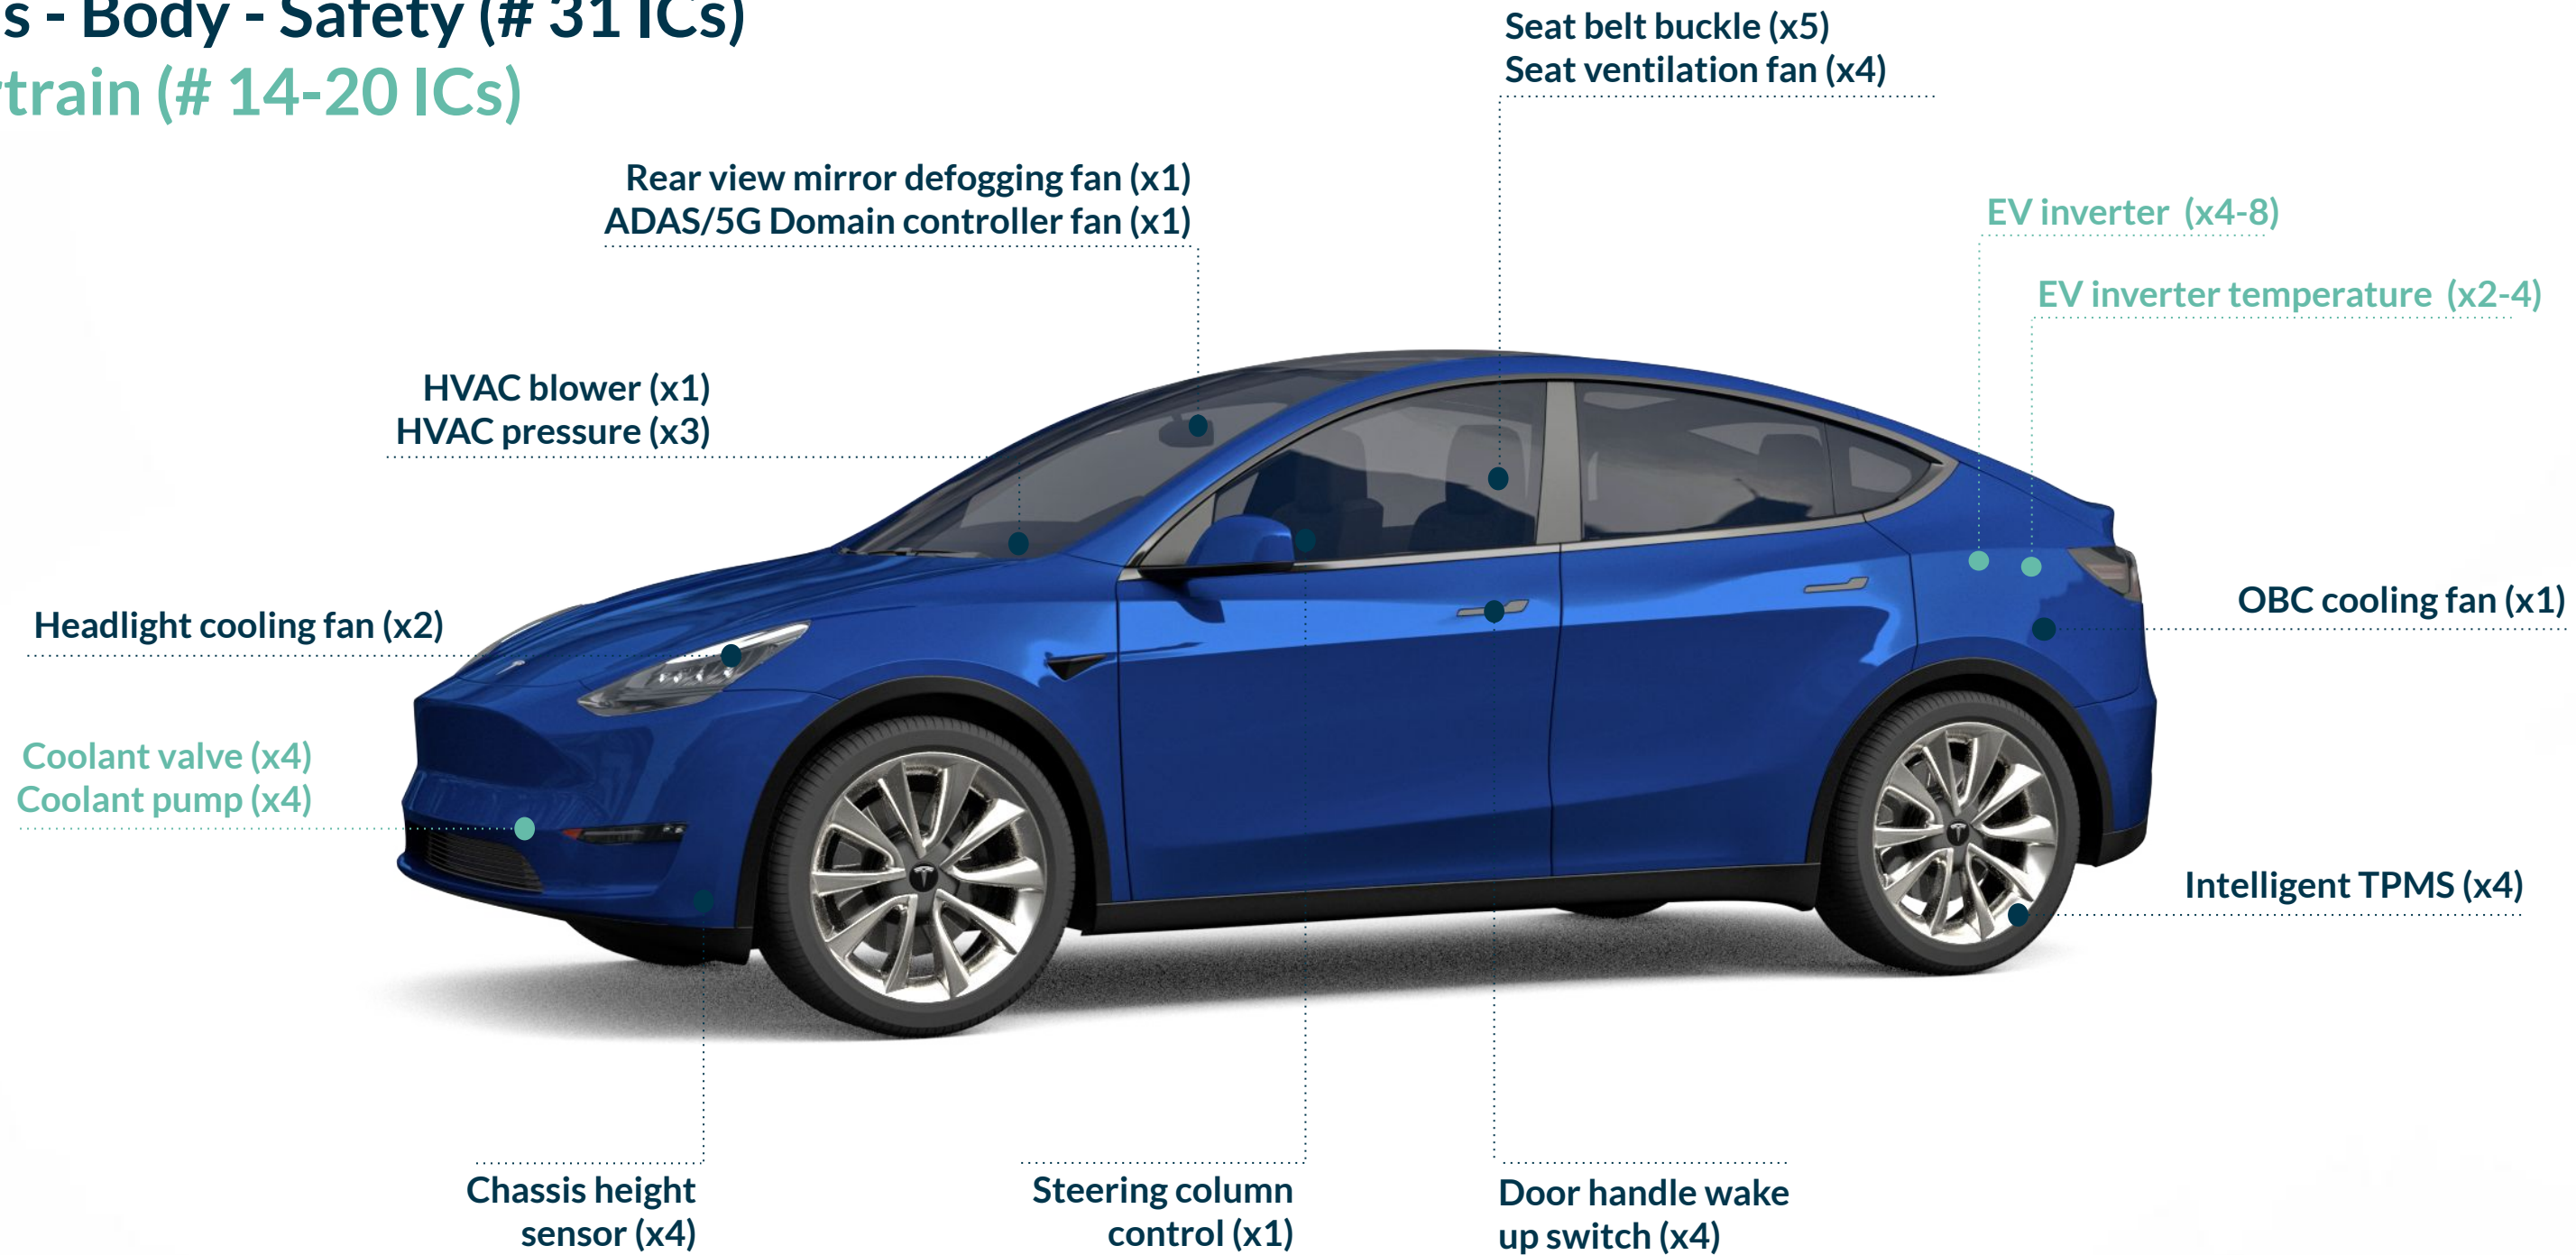 s - Body - Safety (# 31 ICs)
train (# 14-20 ICs)
Seat belt buckle (x5)
Seat ventilation fan (x4)
Rear view mirror defogging fan (x1)
ADAS/5G Domain controller fan (x1)
EV inverter (x4-8)
EV inverter temperature (x2-4)
HVAC blower (x1)
HVAC pressure (x3)
Headlight cooling fan (x2)
OBC cooling fan (x1)
Coolant valve (x4)
Coolant pump (x4)
Intelligent TPMS (x4)
Chassis height
sensor (x4)
Steering column
control (x1)
Door handle wake
up switch (x4)